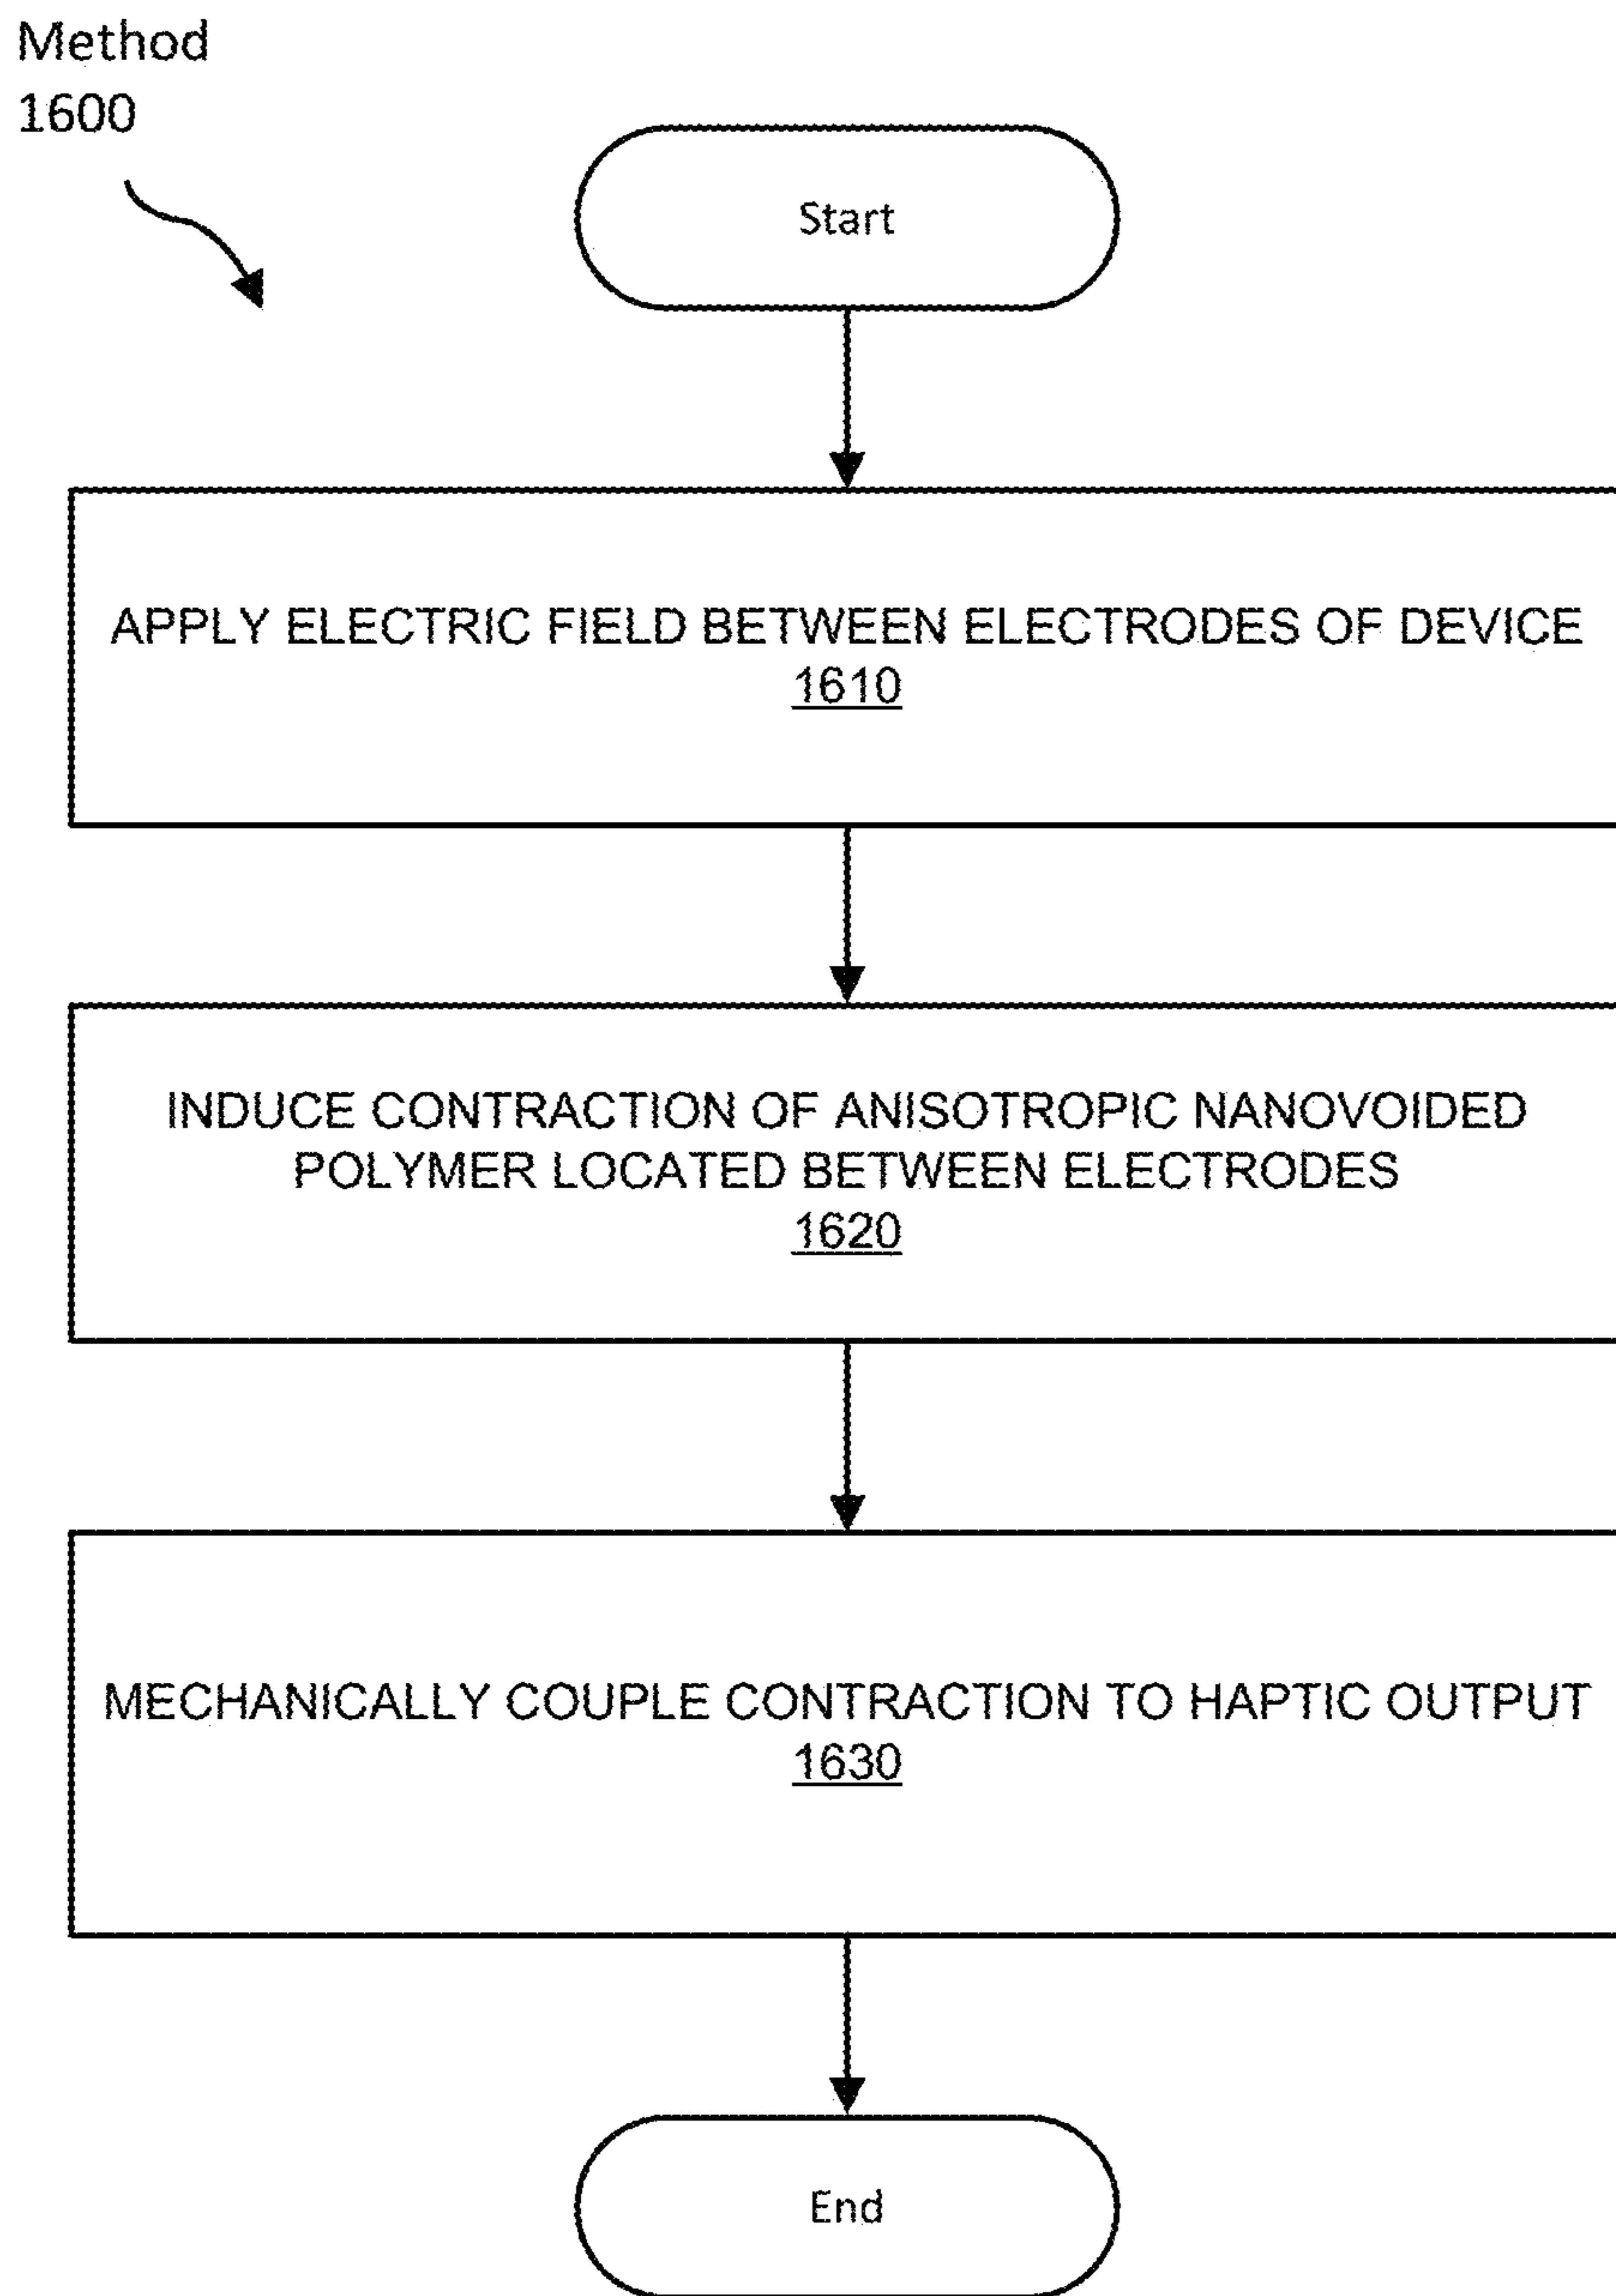 Method
1600
Start
APPLY ELECTRIC FIELD BETWEEN ELECTRODES OF DEVICE
1610
INDUCE CONTRACTION OF ANISOTROPIC NANOVOIDED
POLYMER LOCATED BETWEEN ELECTRODES
1620
MECHANICALLY COUPLE CONTRACTION TO HAPTIC OUTPUT
1630
End